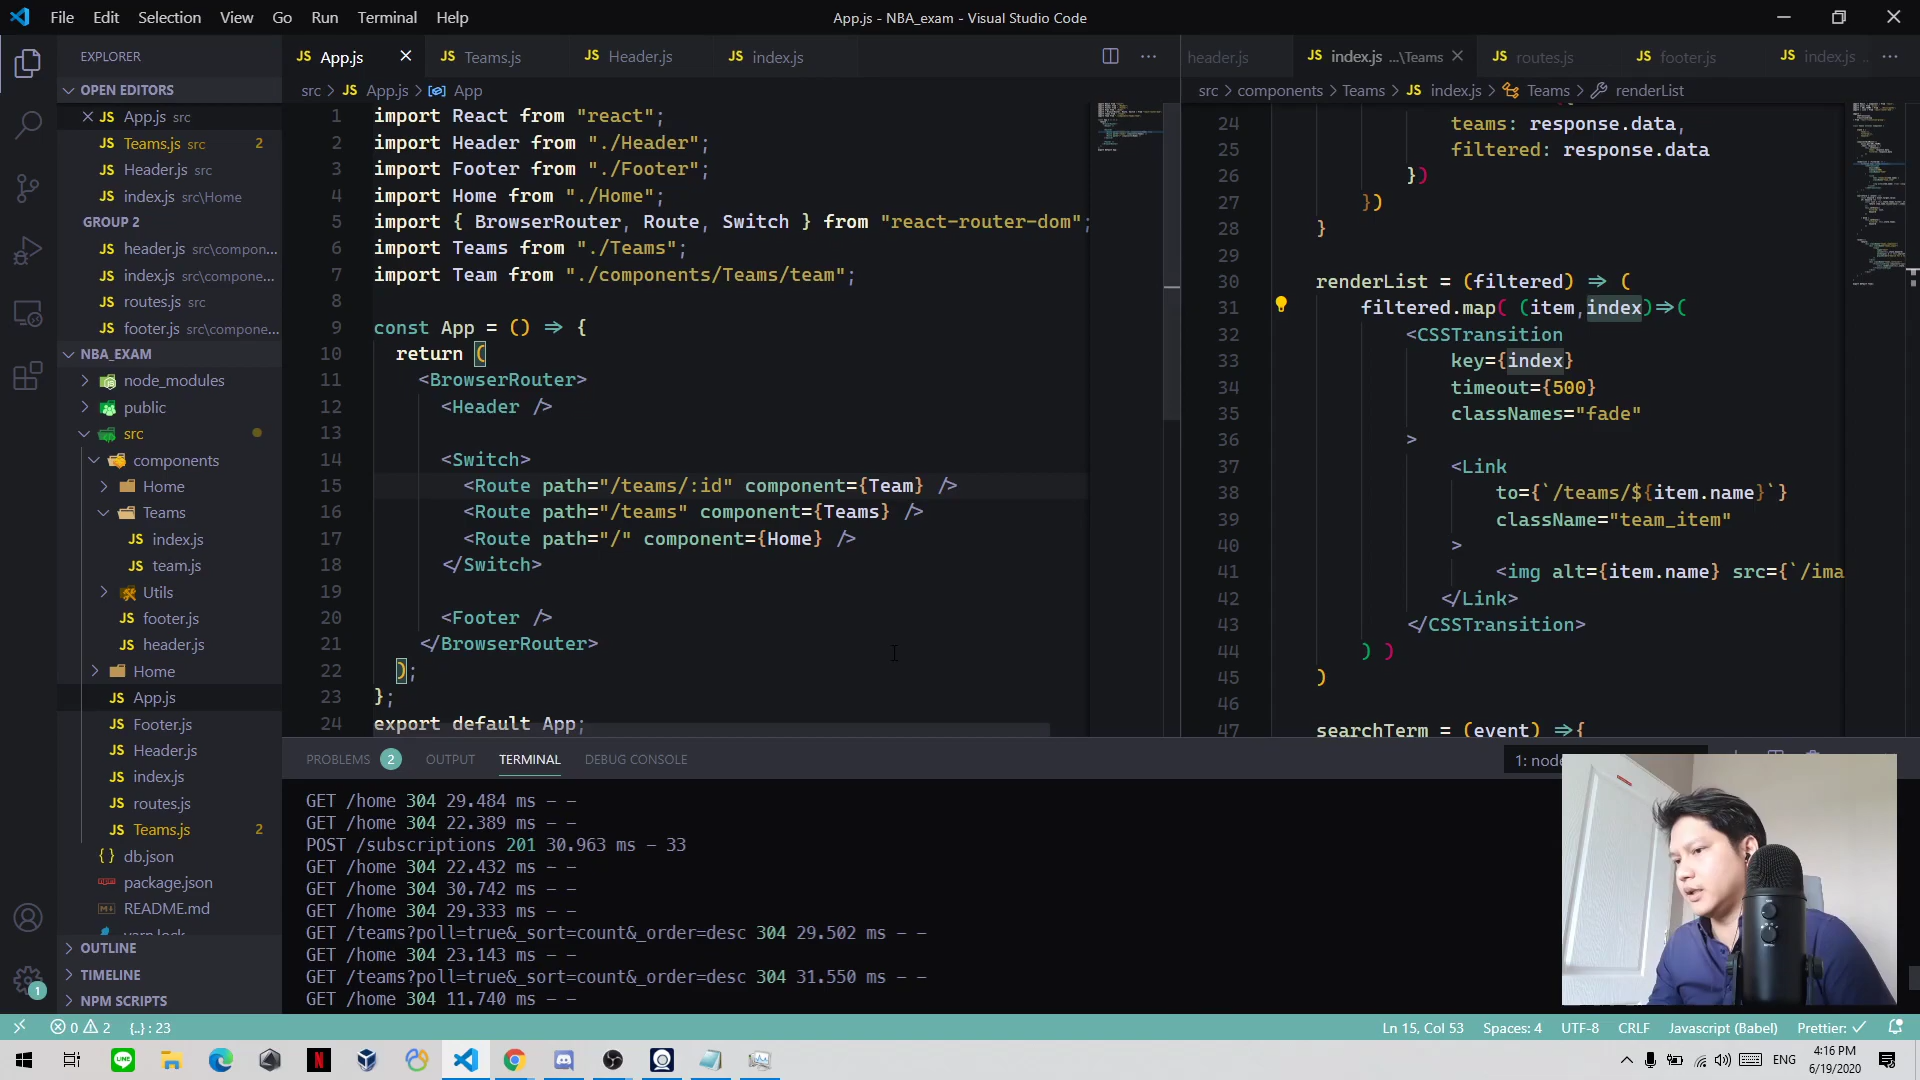 File Edit Selection View Go Run Terminal Help
App.js - NBA_exam - Visual Studio Code
EXPLORER
OPEN EDITORS
App.js src
Teams.js src 2
Header.js src
index.js src\Home
GROUP 2
header.js src\compon...
index.js src\compone...
routes.js src
footer.js src\compone...
NBA_EXAM
node_modules
public
src
components
Home
Teams
index.js
team.js
Utils
footer.js
header.js
Home
App.js
Footer.js
Header.js
index.js
routes.js
Teams.js 2
db.json
package.json
README.md
yarn.lock
OUTLINE
TIMELINE
NPM SCRIPTS
JS App.js
JS Teams.js
JS Header.js
JS index.js
src > JS App.js > App
1 import React from "react";
2 import Header from "./Header";
3 import Footer from "./Footer";
4 import Home from "./Home";
5 import { BrowserRouter, Route, Switch } from "react-router-dom";
6 import Teams from "./Teams";
7 import Team from "./components/Teams/team";
8
9 const App = () => {
10 return (
11 <BrowserRouter>
12 <Header />
13
14 <Switch>
15 <Route path="/teams/:id" component={Team} />
16 <Route path="/teams" component={Teams} />
17 <Route path="/" component={Home} />
18 </Switch>
19
20 <Footer />
21 </BrowserRouter>
22 );
23 };
24 export default App;
header.js
JS index.js ...\Teams
JS routes.js
JS footer.js
JS index.js ..
src > components > Teams > JS index.js > Teams > renderList
24 teams: response.data,
25 filtered: response.data
26 })
27 })
28 }
29
30 renderList = (filtered) => (
31 filtered.map( (item,index)=>(
32 <CSSTransition
33 key={index}
34 timeout={500}
35 classNames="fade"
36 >
37 <Link
38 to={`/teams/${item.name}`}
39 className="team_item"
40 >
41 <img alt={item.name} src={`/ima
42 </Link>
43 </CSSTransition>
44 ) )
45 )
46
47 searchTerm = (event) =>{
PROBLEMS 2 OUTPUT TERMINAL DEBUG CONSOLE
1: node
GET /home 304 29.484 ms - -
GET /home 304 22.389 ms - -
POST /subscriptions 201 30.963 ms - 33
GET /home 304 22.432 ms - -
GET /home 304 30.742 ms - -
GET /home 304 29.333 ms - -
GET /teams?poll=true&_sort=count&_order=desc 304 29.502 ms - -
GET /home 304 23.143 ms - -
GET /teams?poll=true&_sort=count&_order=desc 304 31.550 ms - -
GET /home 304 11.740 ms - -
0 2 {..} : 23
Ln 15, Col 53 Spaces: 4 UTF-8 CRLF Javascript (Babel) Prettier: ✓
1
ENG
4:16 PM
6/19/2020